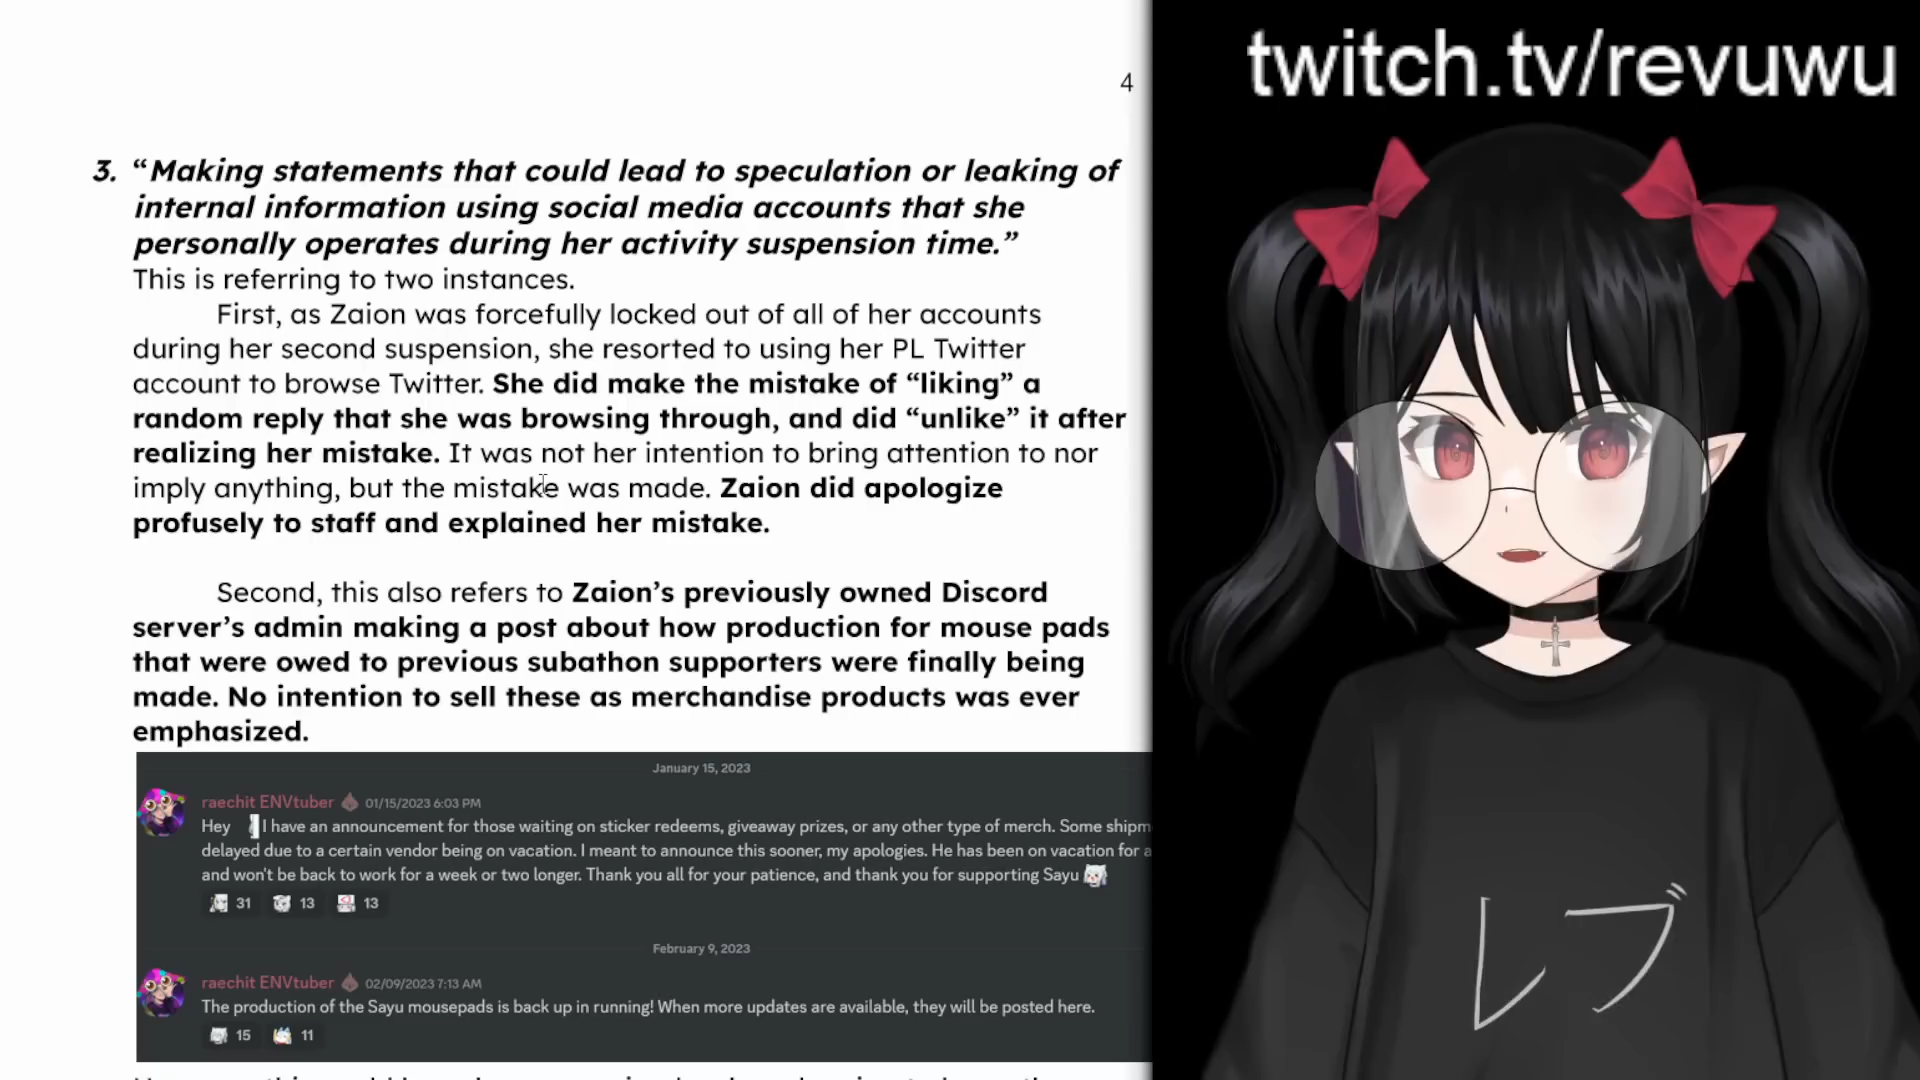 4
3. “Making statements that could lead to speculation or leaking of
internal information using social media accounts that she
personally operates during her activity suspension time.”
This is referring to two instances.
First, as Zaion was forcefully locked out of all of her accounts
during her second suspension, she resorted to using her PL Twitter
account to browse Twitter. She did make the mistake of “liking” a
random reply that she was browsing through, and did “unlike” it after
realizing her mistake. It was not her intention to bring attention to nor
imply anything, but the mistake was made. Zaion did apologize
profusely to staff and explained her mistake.
Second, this also refers to Zaion’s previously owned Discord
server’s admin making a post about how production for mouse pads
that were owed to previous subathon supporters were finally being
made. No intention to sell these as merchandise products was ever
emphasized.
January 15, 2023
raechit ENVtuber 01/15/2023 6:03 PM
Hey I have an announcement for those waiting on sticker redeems, giveaway prizes, or any other type of merch. Some shipm
delayed due to a certain vendor being on vacation. I meant to announce this sooner, my apologies. He has been on vacation for a
and won't be back to work for a week or two longer. Thank you all for your patience, and thank you for supporting Sayu
31 13 13
February 9, 2023
raechit ENVtuber 02/09/2023 7:13 AM
The production of the Sayu mousepads is back up in running! When more updates are available, they will be posted here.
15 11
twitch.tv/revuwu
レブ